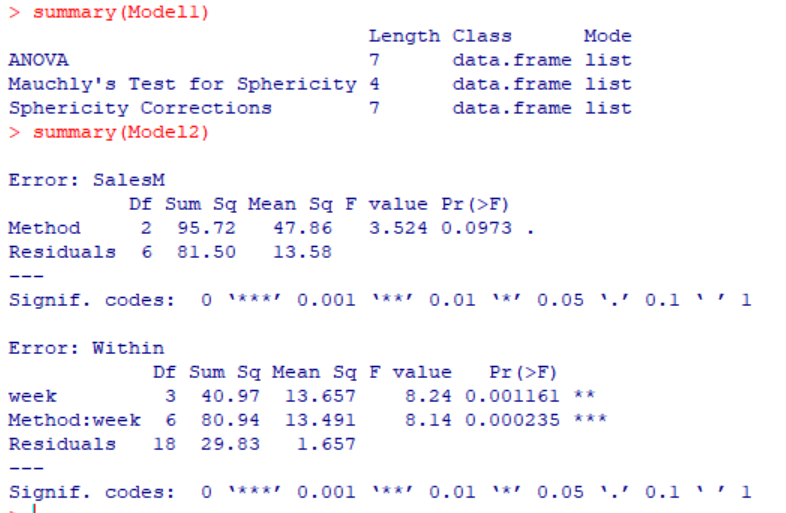 > summary(Model1)
                              Length Class      Mode
ANOVA                         7      data.frame list
Mauchly's Test for Sphericity 4      data.frame list
Sphericity Corrections        7      data.frame list
> summary(Model2)

Error: SalesM
          Df Sum Sq Mean Sq F value Pr(>F)
Method     2  95.72   47.86   3.524 0.0973 .
Residuals  6  81.50   13.58
---
Signif. codes:  0 ‘***’ 0.001 ‘**’ 0.01 ‘*’ 0.05 ‘.’ 0.1 ‘ ’ 1

Error: Within
            Df Sum Sq Mean Sq F value   Pr(>F)
week         3  40.97  13.657    8.24 0.001161 **
Method:week  6  80.94  13.491    8.14 0.000235 ***
Residuals   18  29.83   1.657
---
Signif. codes:  0 ‘***’ 0.001 ‘**’ 0.01 ‘*’ 0.05 ‘.’ 0.1 ‘ ’ 1